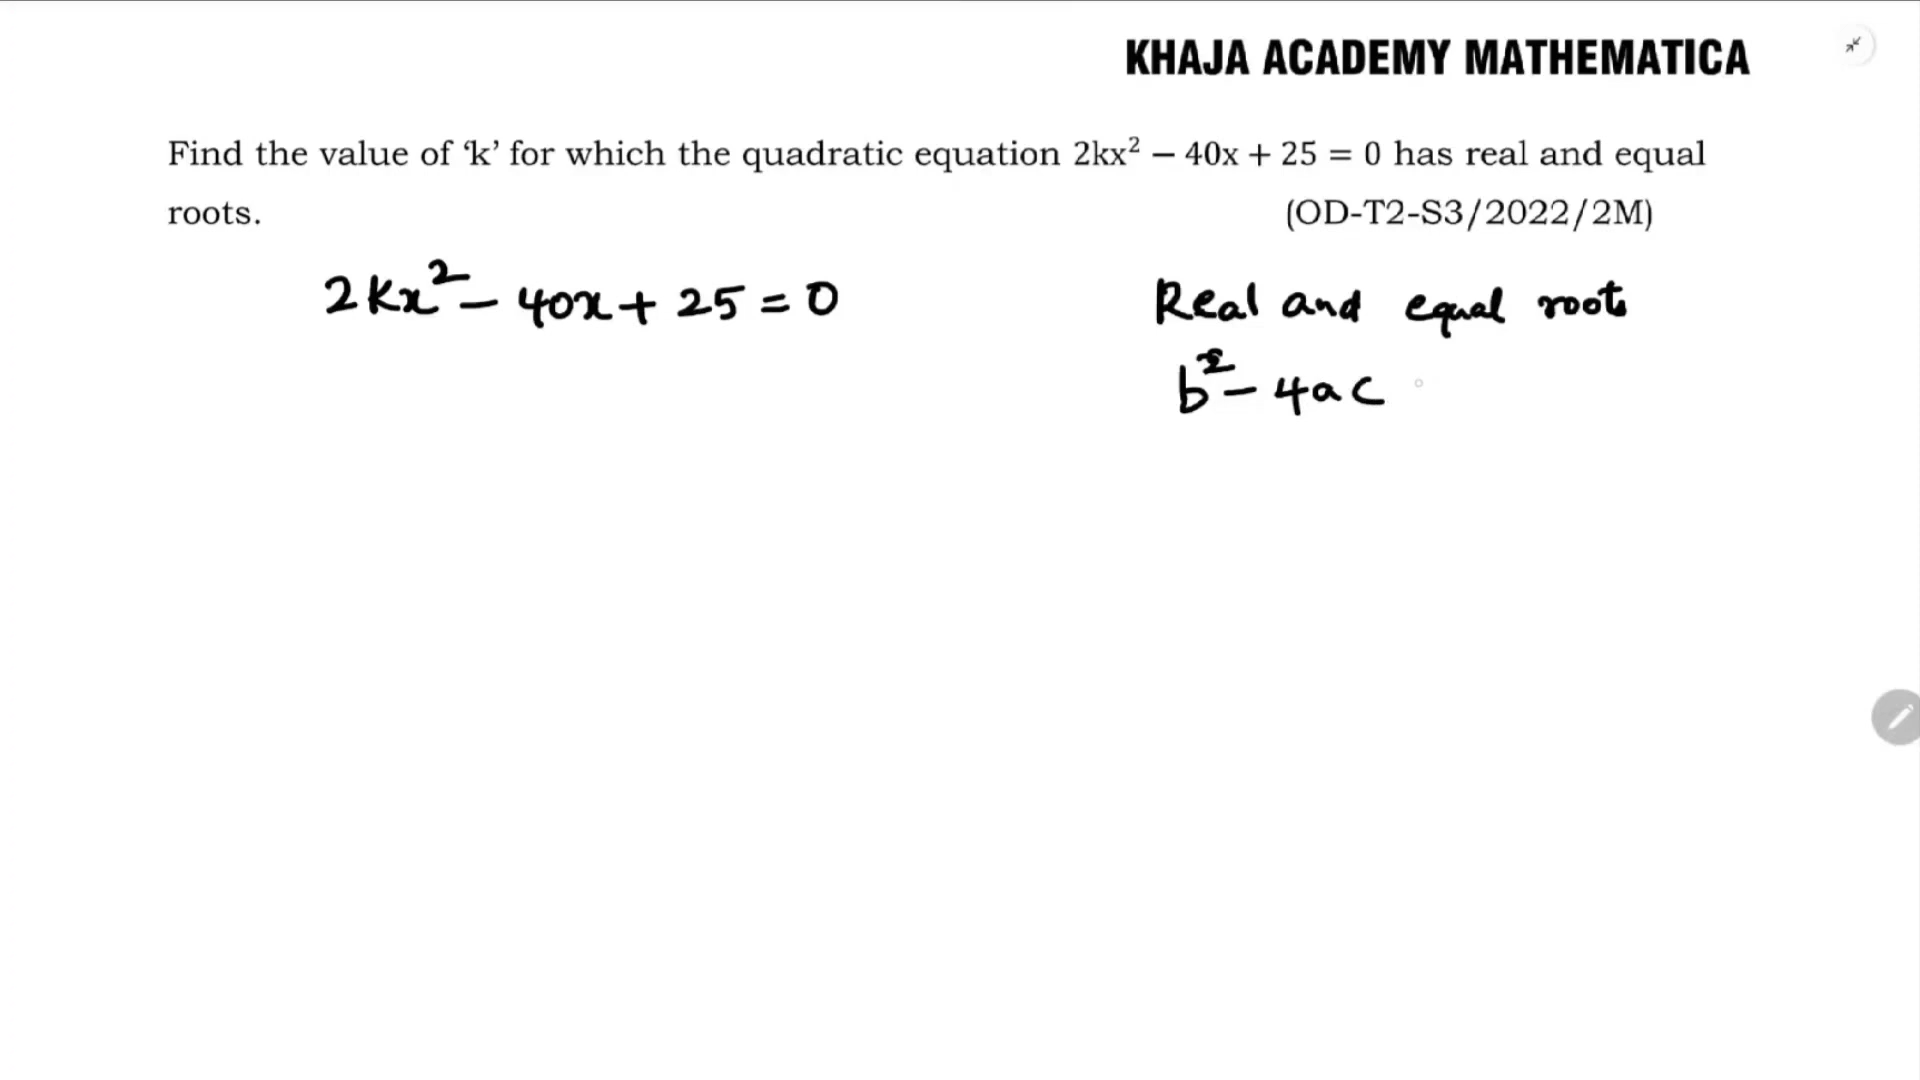 KHAJA ACADEMY MATHEMATICA
Find the value of ‘k’ for which the quadratic equation 2kx² − 40x + 25 = 0 has real and equal
roots. (OD-T2-S3/2022/2M)
2kx² − 40x + 25 = 0 Real and equal roots
b² − 4ac